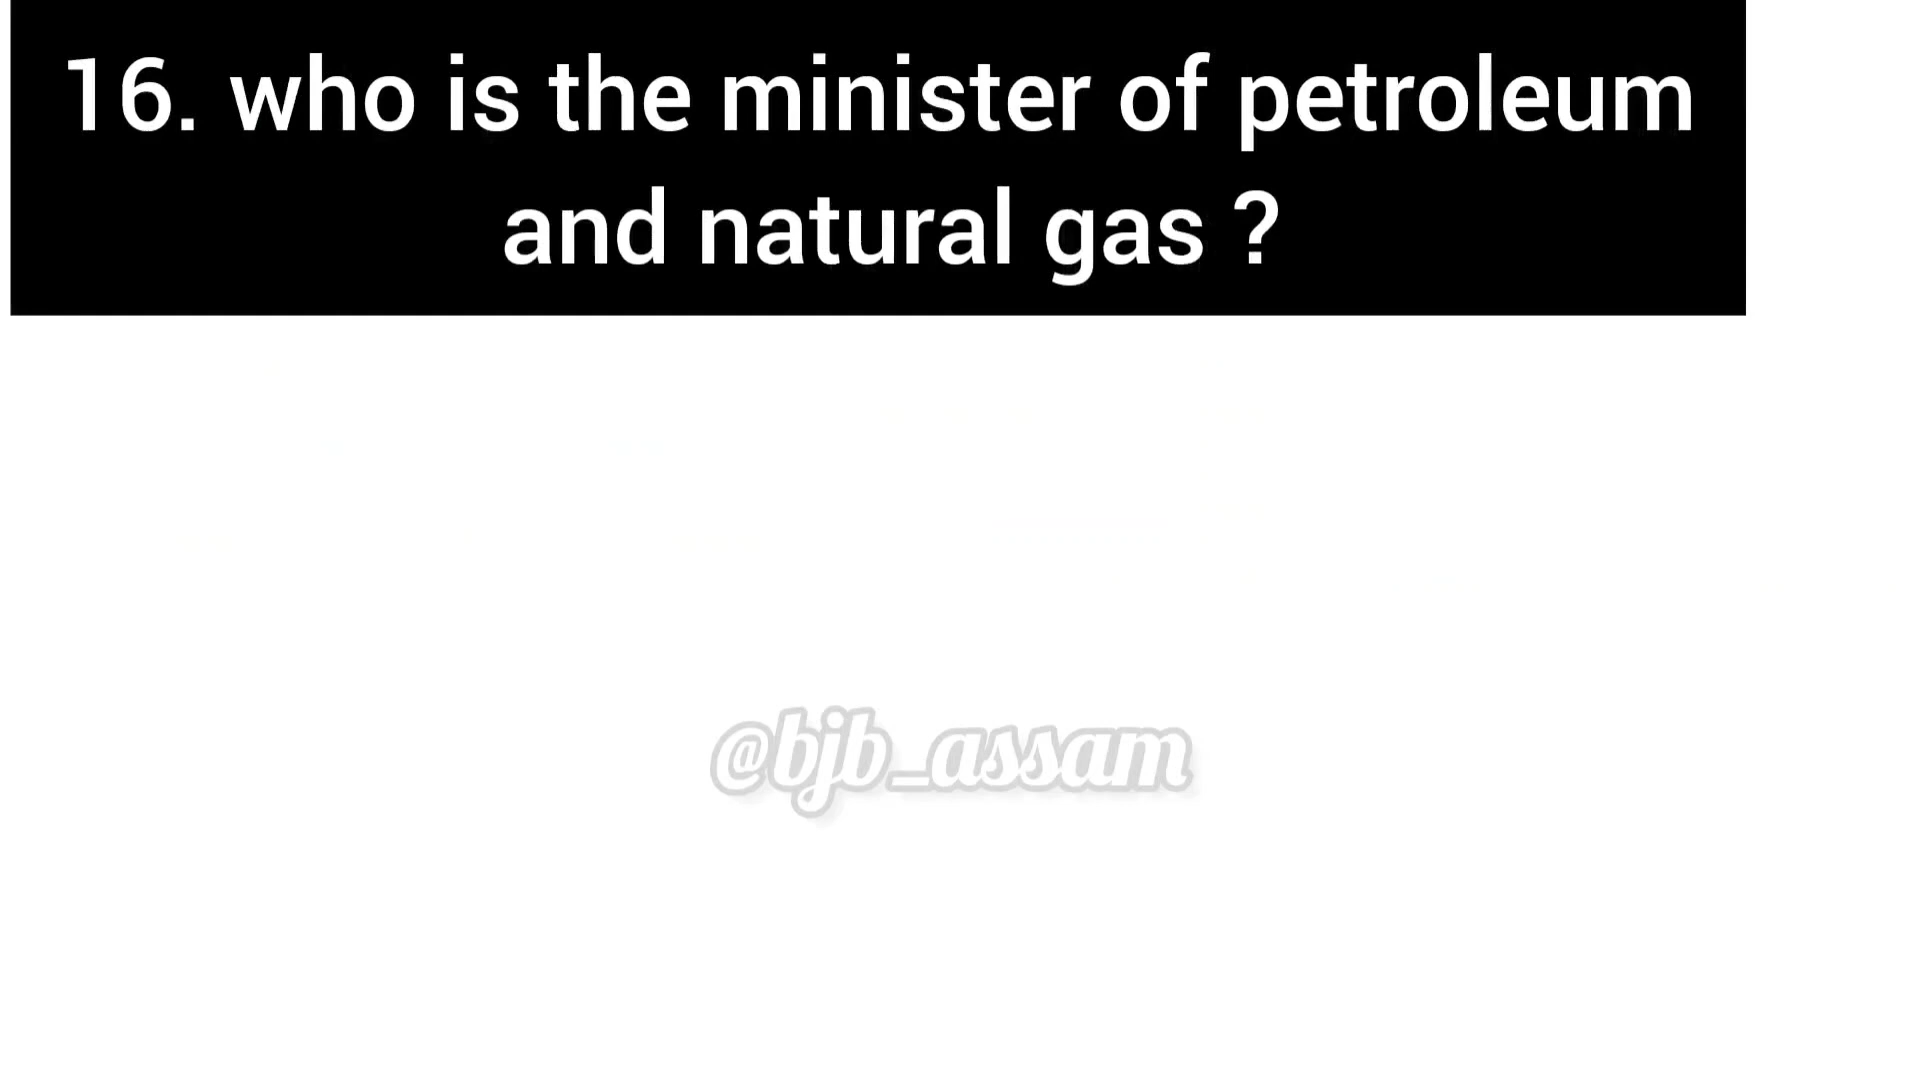 16. who is the minister of petroleum
and natural gas ?
@bjb_assam